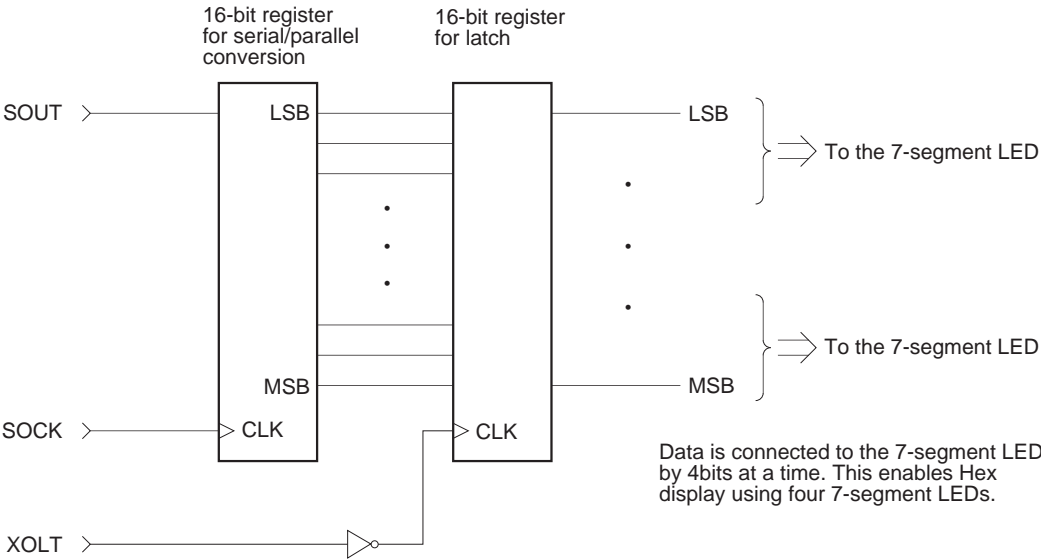 16-bit register
for serial/parallel
conversion
16-bit register
for latch
SOUT
LSB
LSB
To the 7-segment LED
To the 7-segment LED
MSB
MSB
SOCK
CLK
CLK
Data is connected to the 7-segment LED
by 4bits at a time. This enables Hex
display using four 7-segment LEDs.
XOLT